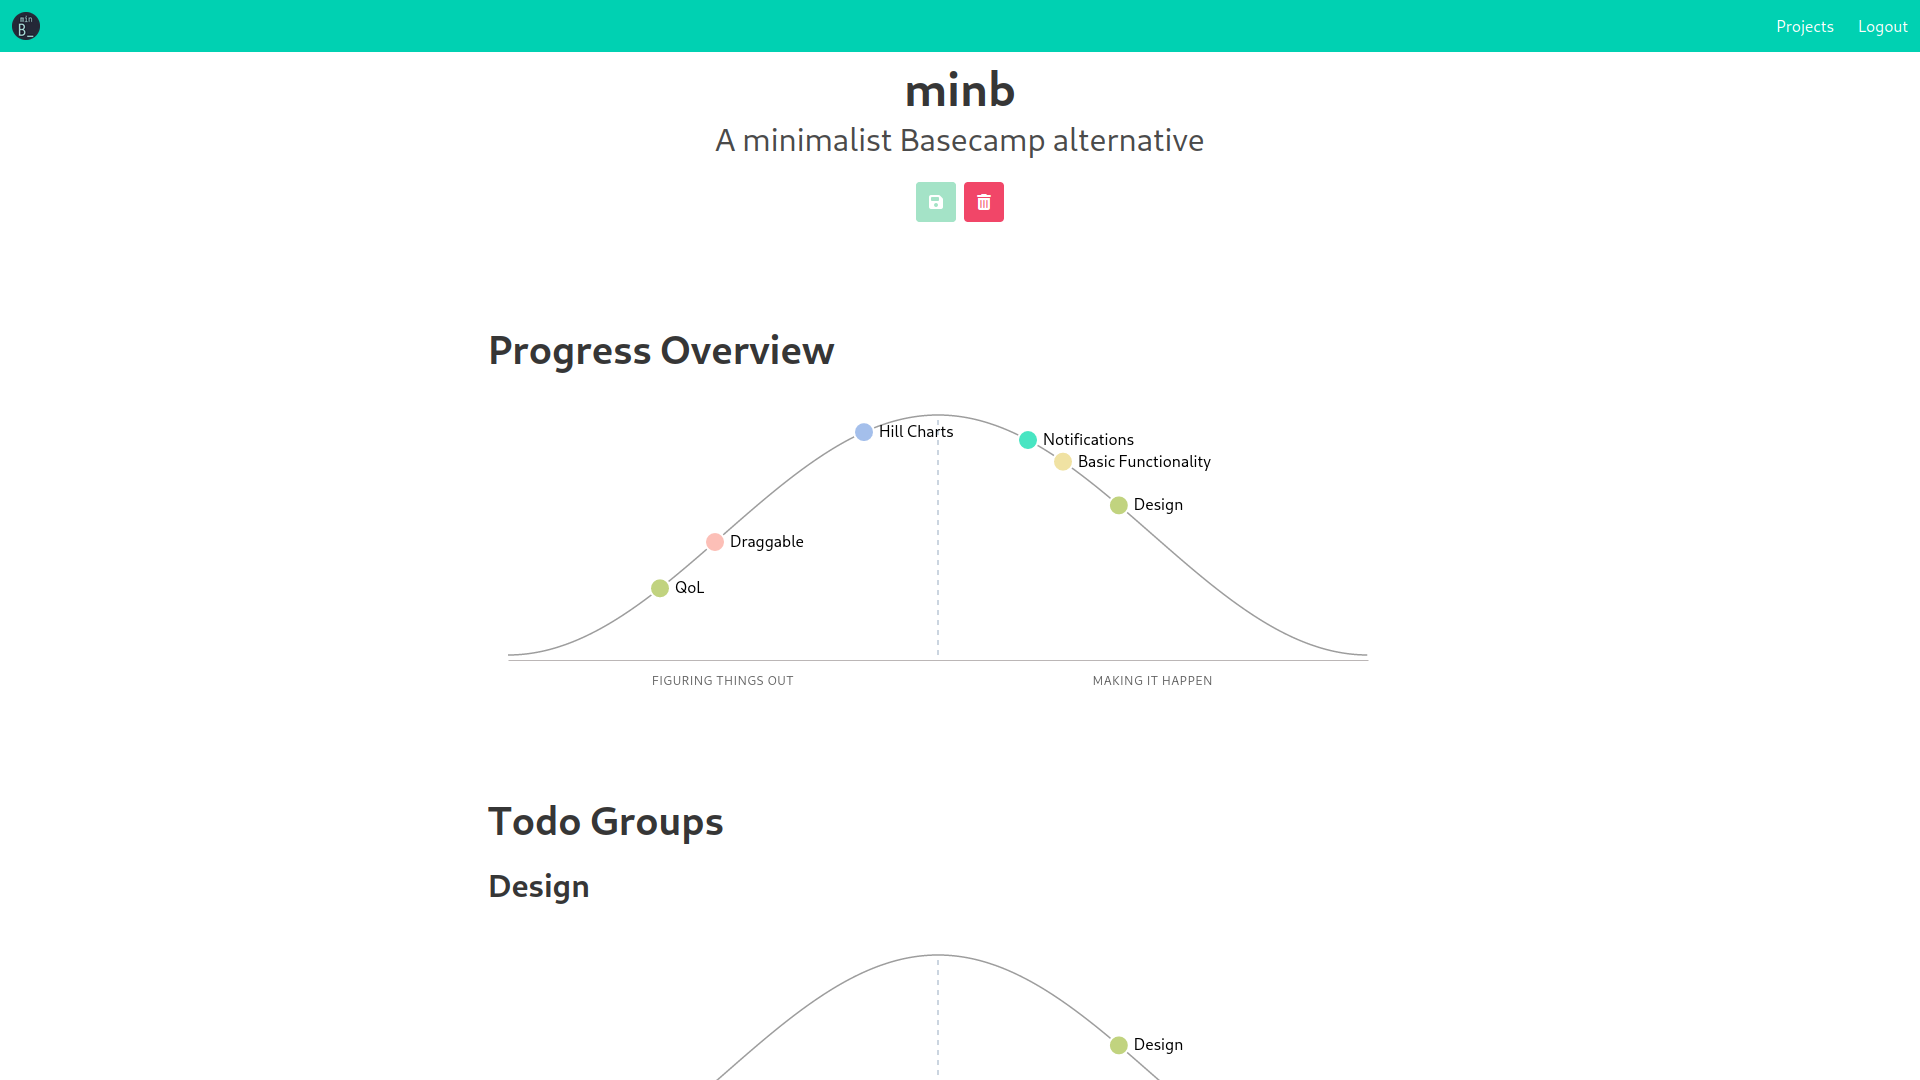 min
B_
Projects
Logout
minb
A minimalist Basecamp alternative
Progress Overview
Hill Charts
Notifications
Basic Functionality
Design
Draggable
QoL
FIGURING THINGS OUT
MAKING IT HAPPEN
Todo Groups
Design
Design